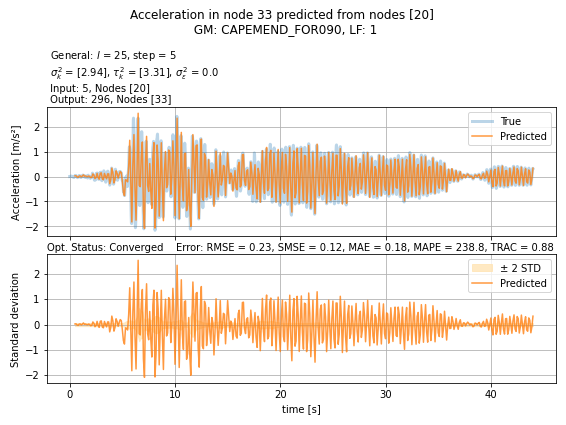 Acceleration in node 33 predicted from nodes [20]
GM: CAPEMEND_FOR090, LF: 1
General: l = 25, step = 5
σ²ₖ = [2.94], τ²ₖ = [3.31], σ²ε = 0.0
Input: 5, Nodes [20]
Output: 296, Nodes [33]
Acceleration [m/s²]
2
1
0
−1
−2
True
Predicted
Opt. Status: Converged Error: RMSE = 0.23, SMSE = 0.12, MAE = 0.18, MAPE = 238.8, TRAC = 0.88
Standard deviation
2
1
0
−1
−2
± 2 STD
Predicted
0 10 20 30 40
time [s]